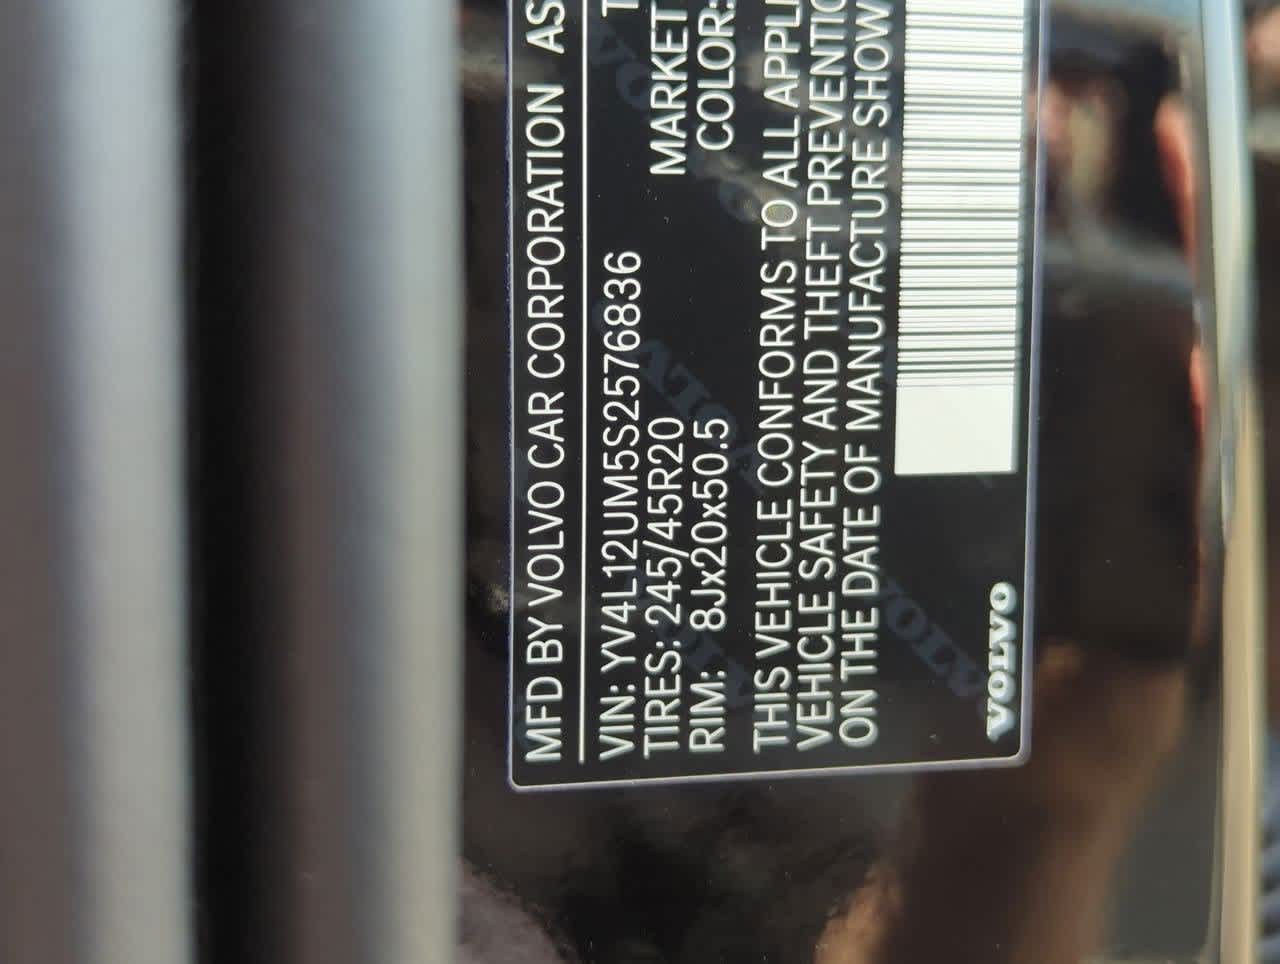 MFD BY VOLVO CAR CORPORATION AS
VIN: YV4L12UM5S2576836 T
TIRES: 245/45R20 MARKET
RIM: 8Jx20x50.5 COLOR:
THIS VEHICLE CONFORMS TO ALL APPLI
VEHICLE SAFETY AND THEFT PREVENTIO
ON THE DATE OF MANUFACTURE SHOW
VOLVO